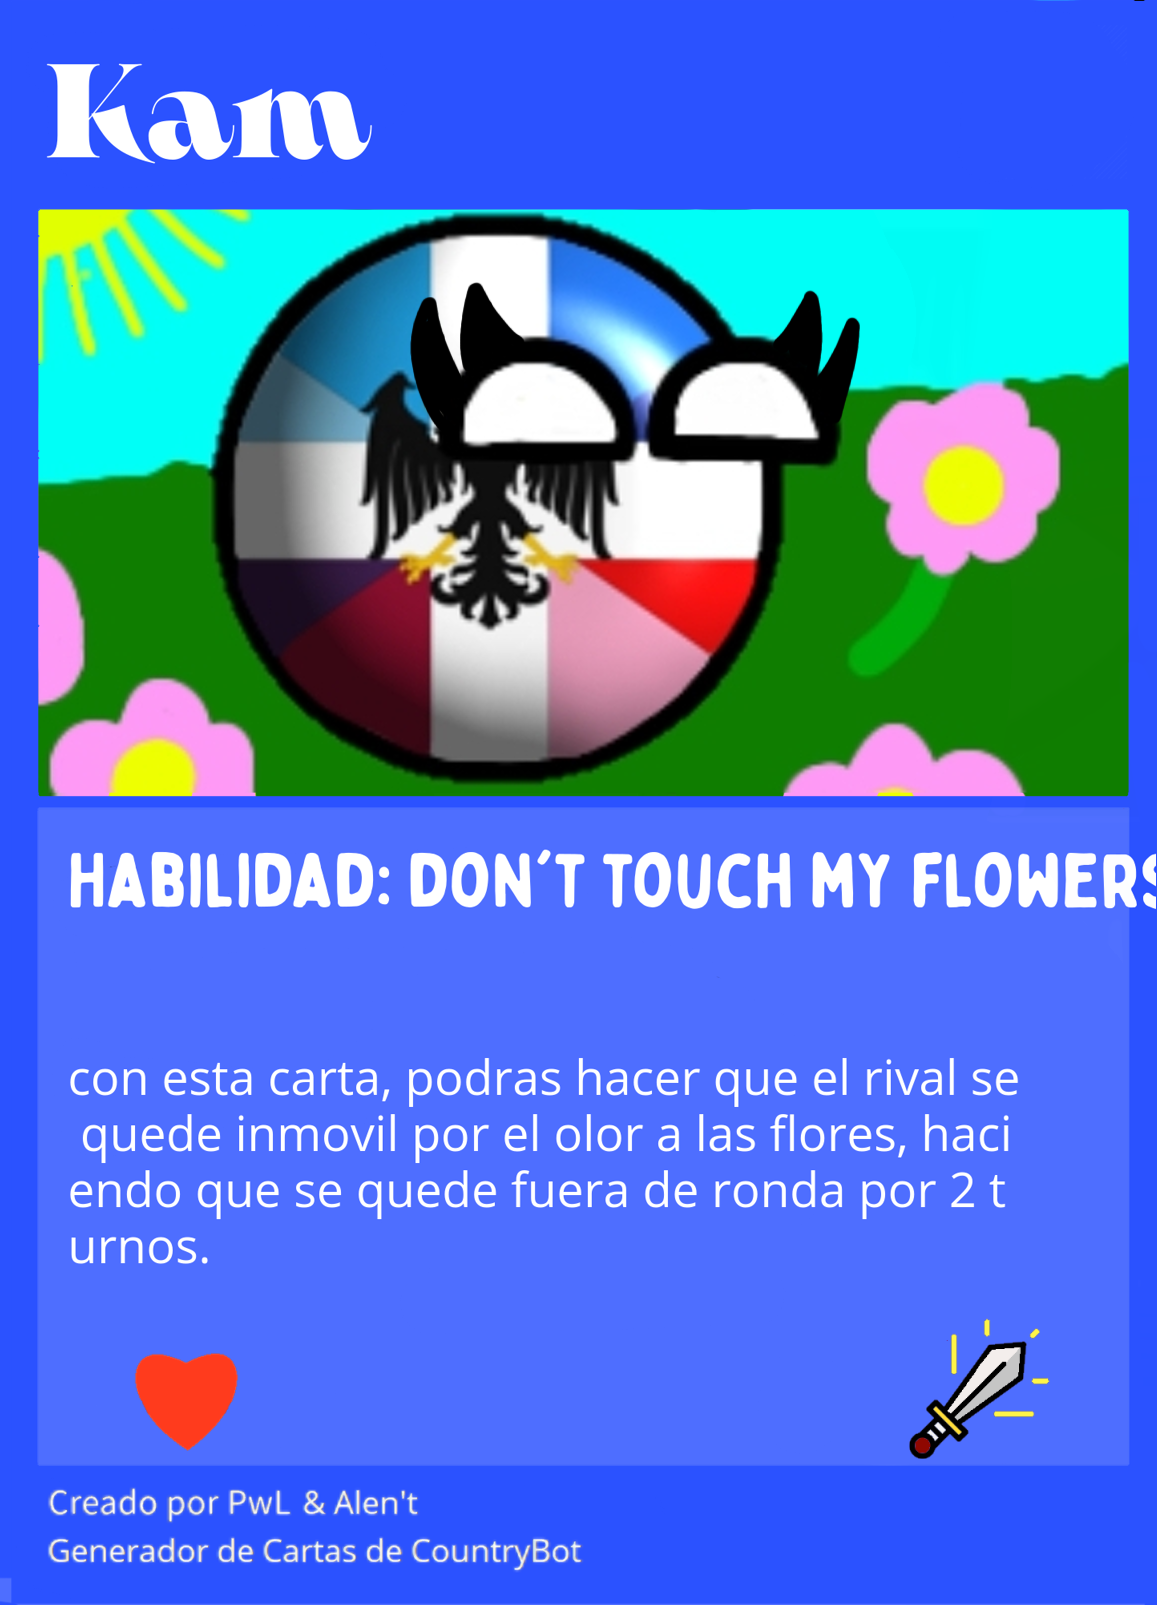 Kam
HABILIDAD: DON´T TOUCH MY FLOWERS
con esta carta, podras hacer que el rival se
quede inmovil por el olor a las flores, haci
endo que se quede fuera de ronda por 2 t
urnos.
Creado por PwL & Alen't
Generador de Cartas de CountryBot